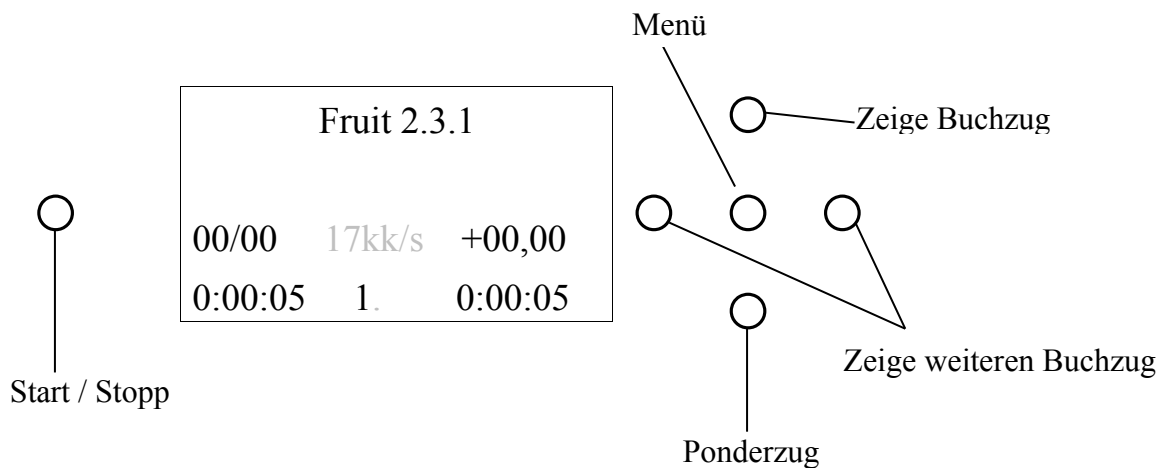 Menü
Fruit 2.3.1
Zeige Buchzug
00/00 17kk/s +00,00
0:00:05 1. 0:00:05
Zeige weiteren Buchzug
Start / Stopp
Ponderzug